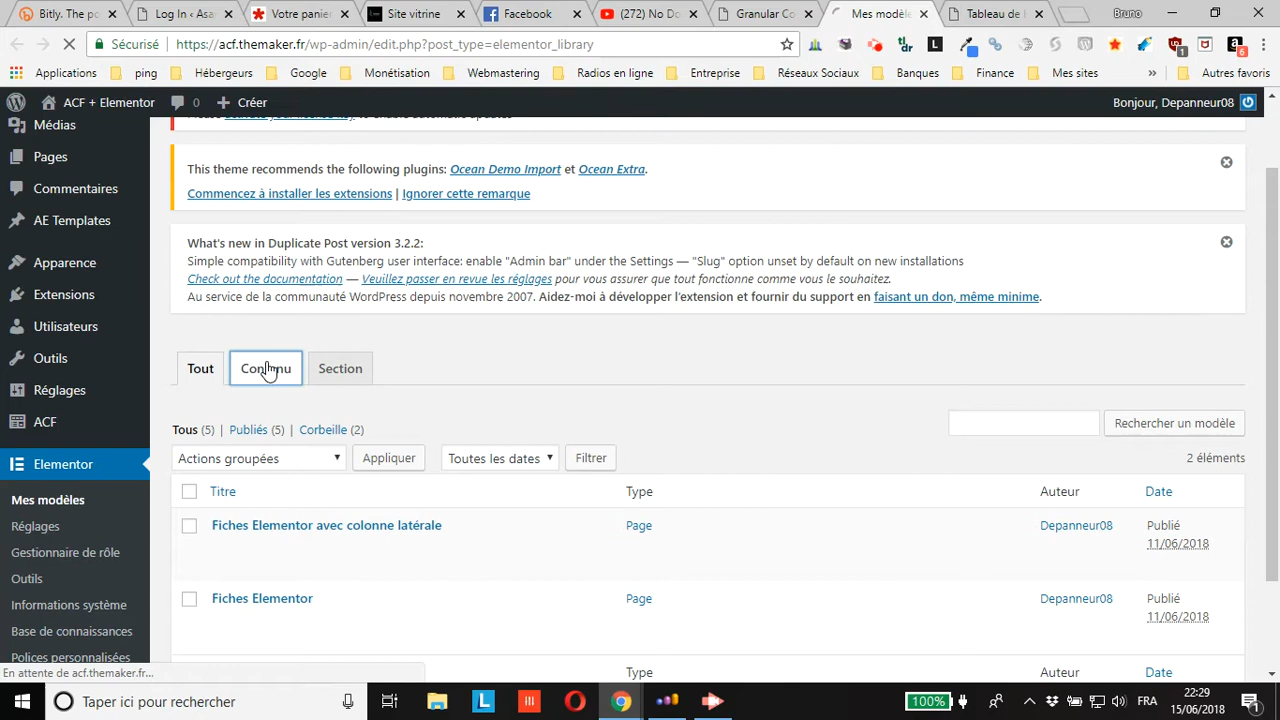 Bitly. The p
Log In ‹ Asa
Votre panier
Site vitrine
Facebook
(272) No Do
Granular Co
Mes modèle
Tableau de
Bruno
Sécurisé
https://acf.themaker.fr/wp-admin/edit.php?post_type=elementor_library
Applications
ping
Hébergeurs
Google
Monétisation
Webmastering
Radios en ligne
Entreprise
Réseaux Sociaux
Banques
Finance
Mes sites
»
Autres favoris
ACF + Elementor
0
Créer
Bonjour, Depanneur08
Médias
Pages
Commentaires
AE Templates
Apparence
Extensions
Utilisateurs
Outils
Réglages
ACF
Elementor
Mes modèles
Réglages
Gestionnaire de rôle
Outils
Informations système
Base de connaissances
Polices personnalisées
This theme recommends the following plugins: Ocean Demo Import et Ocean Extra.
Commencez à installer les extensions | Ignorer cette remarque
What's new in Duplicate Post version 3.2.2:
Simple compatibility with Gutenberg user interface: enable "Admin bar" under the Settings — "Slug" option unset by default on new installations
Check out the documentation — Veuillez passer en revue les réglages pour vous assurer que tout fonctionne comme vous le souhaitez.
Au service de la communauté WordPress depuis novembre 2007. Aidez-moi à développer l'extension et fournir du support en faisant un don, même minime.
Tout
Contenu
Section
Tous (5) | Publiés (5) | Corbeille (2)
Rechercher un modèle
Actions groupées
Appliquer
Toutes les dates
Filtrer
2 éléments
Titre
Type
Auteur
Date
Fiches Elementor avec colonne latérale
Page
Depanneur08
Publié
11/06/2018
Fiches Elementor
Page
Depanneur08
Publié
11/06/2018
Type
Auteur
Date
En attente de acf.themaker.fr...
Taper ici pour rechercher
100%
FRA
22:29
15/06/2018